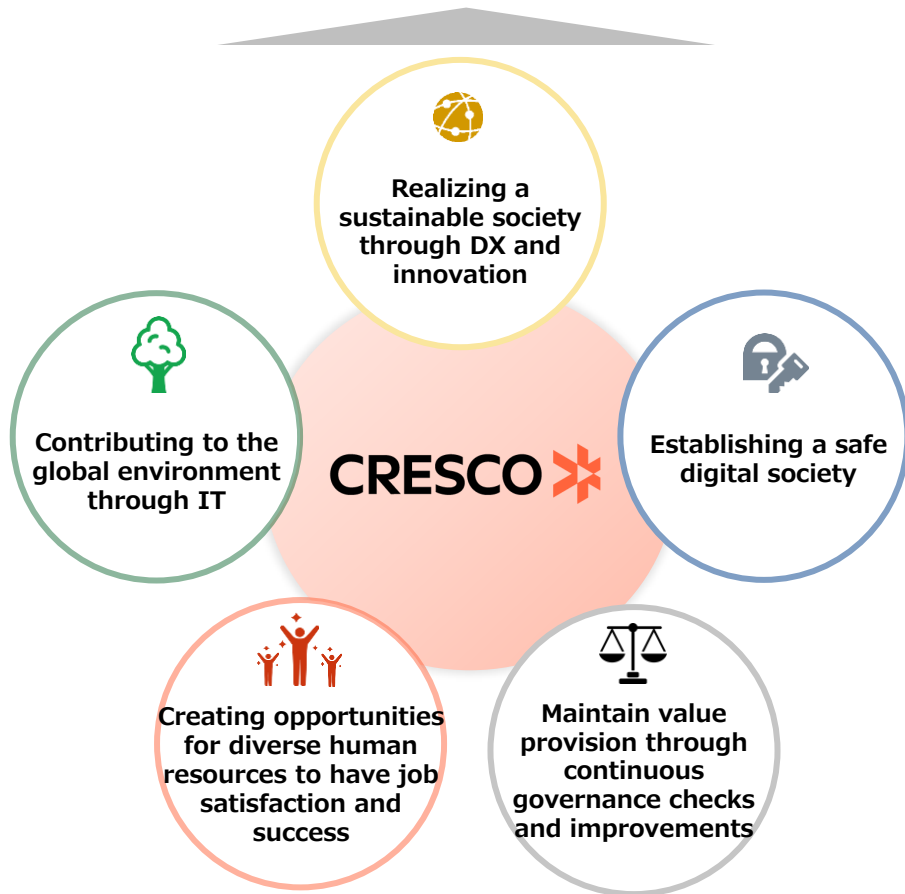 Realizing a
sustainable society
through DX and
innovation
Contributing to the
global environment
through IT
CRESCO
Establishing a safe
digital society
Creating opportunities
for diverse human
resources to have job
satisfaction and
success
Maintain value
provision through
continuous
governance checks
and improvements